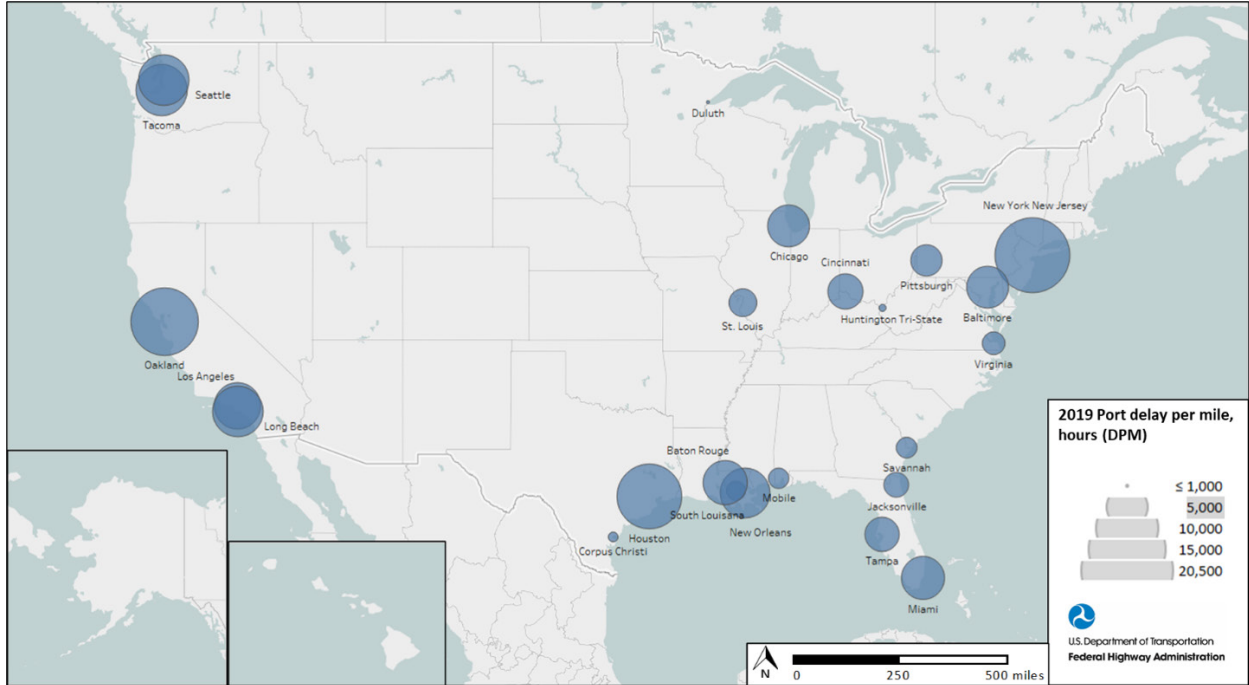 Seattle
Tacoma
Duluth
New York New Jersey
Chicago
Cincinnati
Pittsburgh
St. Louis
Huntington Tri-State
Baltimore
Virginia
Oakland
Los Angeles
Long Beach
Baton Rouge
Savannah
Mobile
Jacksonville
South Louisana
Houston
New Orleans
Tampa
Corpus Christi
Miami
2019 Port delay per mile,
hours (DPM)
≤ 1,000
5,000
10,000
15,000
20,500
U.S. Department of Transportation
Federal Highway Administration
N
0 250 500 miles